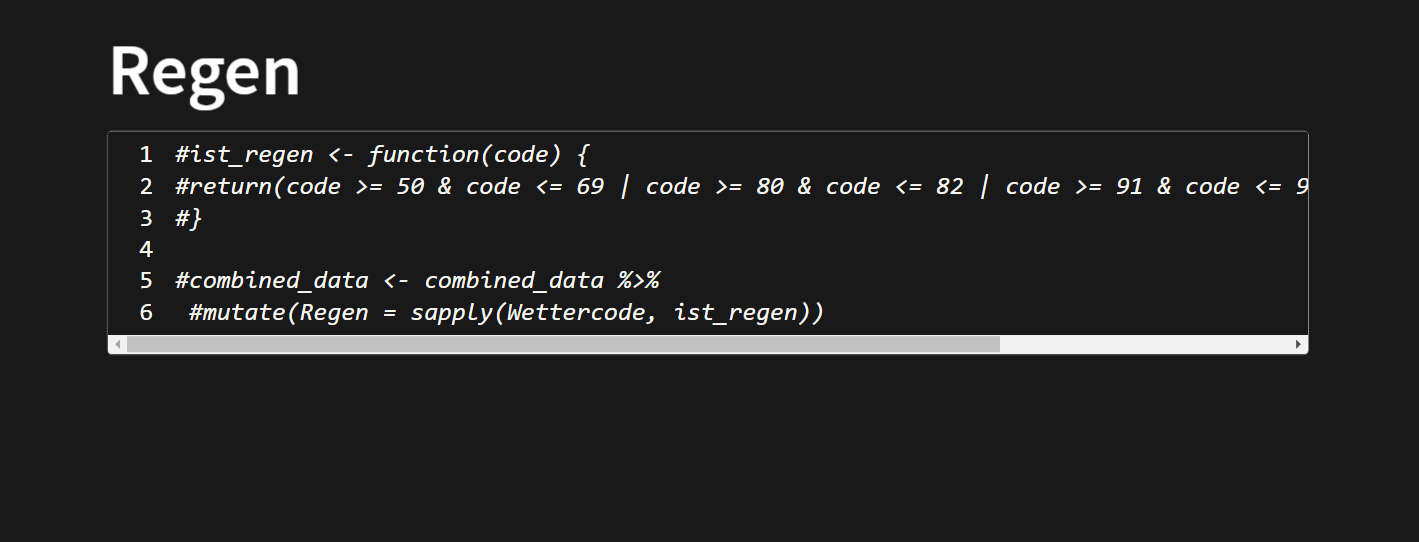 Regen
1 #ist_regen <- function(code) {
2 #return(code >= 50 & code <= 69 | code >= 80 & code <= 82 | code >= 91 & code <= 9
3 #}
4
5 #combined_data <- combined_data %>%
6  #mutate(Regen = sapply(Wettercode, ist_regen))